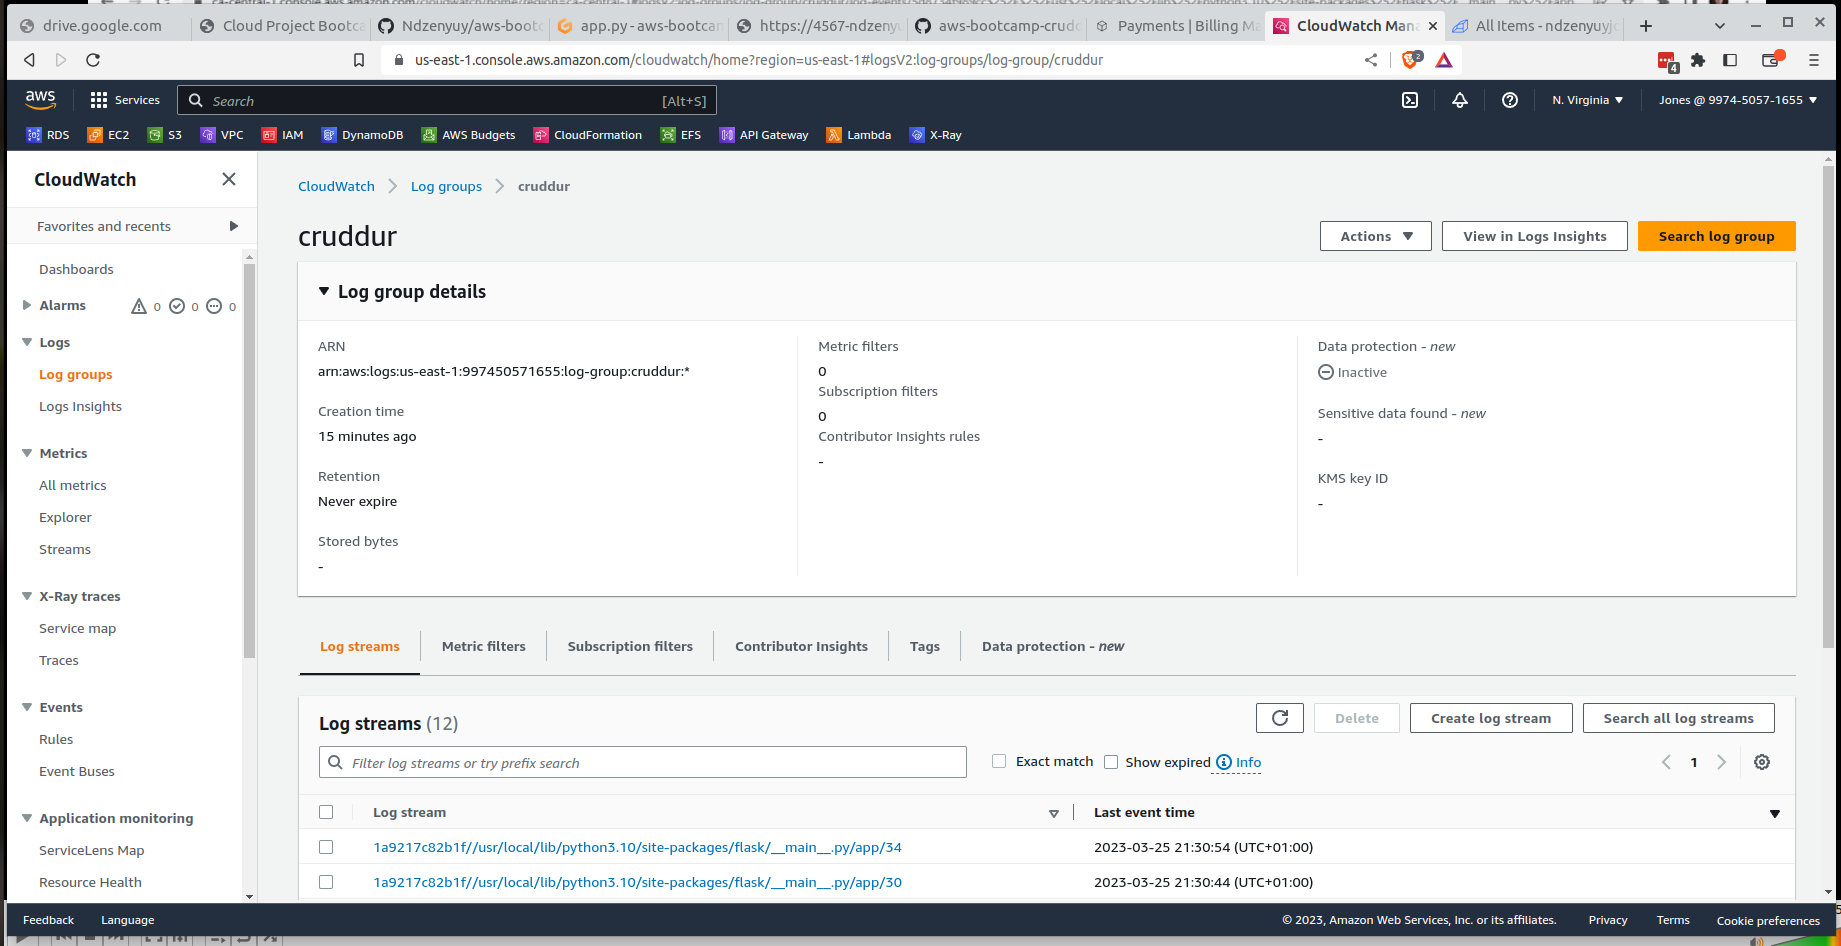 drive.google.com
Cloud Project Bootca
Ndzenyuy/aws-bootc
app.py - aws-bootcam
https://4567-ndzenyu
aws-bootcamp-crudd
Payments | Billing Ma
CloudWatch Mana
All Items - ndzenyuyjo
us-east-1.console.aws.amazon.com/cloudwatch/home?region=us-east-1#logsV2:log-groups/log-group/cruddur
2
4
aws
Services
Search
[Alt+S]
N. Virginia
Jones @ 9974-5057-1655
RDS
EC2
S3
VPC
IAM
DynamoDB
AWS Budgets
CloudFormation
EFS
API Gateway
Lambda
X-Ray
CloudWatch
Favorites and recents
Dashboards
Alarms 0 0 0
Logs
Log groups
Logs Insights
Metrics
All metrics
Explorer
Streams
X-Ray traces
Service map
Traces
Events
Rules
Event Buses
Application monitoring
ServiceLens Map
Resource Health
CloudWatch
Log groups
cruddur
cruddur
Actions
View in Logs Insights
Search log group
Log group details
ARN
arn:aws:logs:us-east-1:997450571655:log-group:cruddur:*
Creation time
15 minutes ago
Retention
Never expire
Stored bytes
-
Metric filters
0
Subscription filters
0
Contributor Insights rules
-
Data protection - new
Inactive
Sensitive data found - new
-
KMS key ID
-
Log streams
Metric filters
Subscription filters
Contributor Insights
Tags
Data protection - new
Log streams (12)
Delete
Create log stream
Search all log streams
Filter log streams or try prefix search
Exact match
Show expired
Info
1
Log stream
Last event time
1a9217c82b1f//usr/local/lib/python3.10/site-packages/flask/__main__.py/app/34
2023-03-25 21:30:54 (UTC+01:00)
1a9217c82b1f//usr/local/lib/python3.10/site-packages/flask/__main__.py/app/30
2023-03-25 21:30:44 (UTC+01:00)
Feedback
Language
© 2023, Amazon Web Services, Inc. or its affiliates.
Privacy
Terms
Cookie preferences